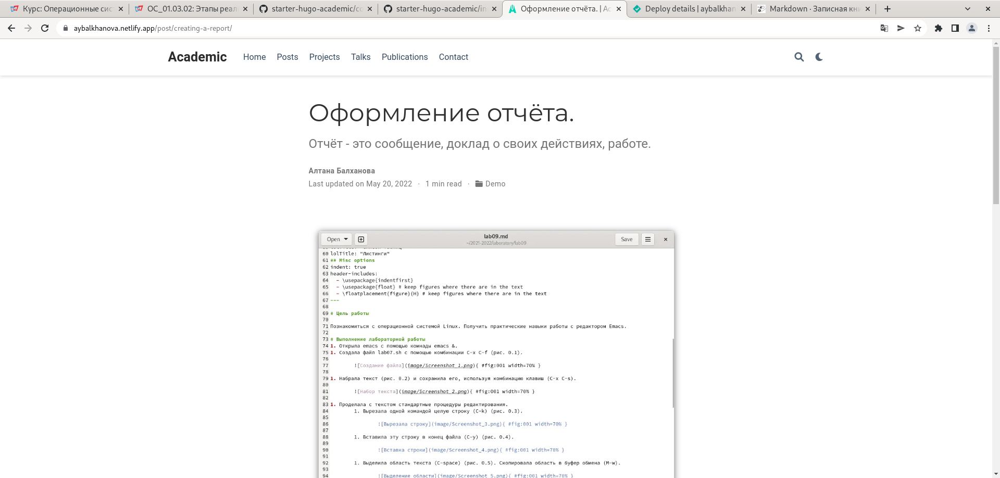 Курс: Операционные сис
ОС_01.03.02: Этапы реал
starter-hugo-academic/co
starter-hugo-academic/in
Оформление отчёта. | Ac
Deploy details | aybalkhan
Markdown · Записная кни
aybalkhanova.netlify.app/post/creating-a-report/
Academic Home Posts Projects Talks Publications Contact
Оформление отчёта.
Отчёт - это сообщение, доклад о своих действиях, работе.
Алтана Балханова
Last updated on May 20, 2022 · 1 min read · Demo
Open lab09.md Save
~/2021-2022/laboratory/lab09
60 lolTitle: "Листинги"
61 ## Misc options
62 indent: true
63 header-includes:
64 - \usepackage{indentfirst}
65 - \usepackage{float} # keep figures where there are in the text
66 - \floatplacement{figure}{H} # keep figures where there are in the text
67 ---
68
69 # Цель работы
70
71 Познакомиться с операционной системой Linux. Получить практические навыки работы с редактором Emacs.
72
73 # Выполнение лабораторной работы
74 1. Открыла emacs с помощью комнады emacs &.
75 1. Создала файл lab07.sh с помощью комбинации C-x C-f (рис. 0.1).
76
77 ![Создание файла](image/Screenshot_1.png){ #fig:001 width=70% }
78
79 1. Набрала текст (рис. 0.2) и сохранила его, используя комбинацию клавиш (C-x C-s).
80
81 ![Набор текста](image/Screenshot_2.png){ #fig:001 width=70% }
82
83 1. Проделала с текстом стандартные процедуры редактирования.
84 1. Вырезала одной командой целую строку (C-k) (рис. 0.3).
85
86 ![Вырезала строку](image/Screenshot_3.png){ #fig:001 width=70% }
87
88 1. Вставила эту строку в конец файла (C-y) (рис. 0.4).
89
90 ![Вставка строки](image/Screenshot_4.png){ #fig:001 width=70% }
91
92 1. Выделила область текста (C-space) (рис. 0.5). Скопировала область в буфер обмена (M-w).
93
94 ![Выделение области](image/Screenshot_5.png){ #fig:001 width=70% }